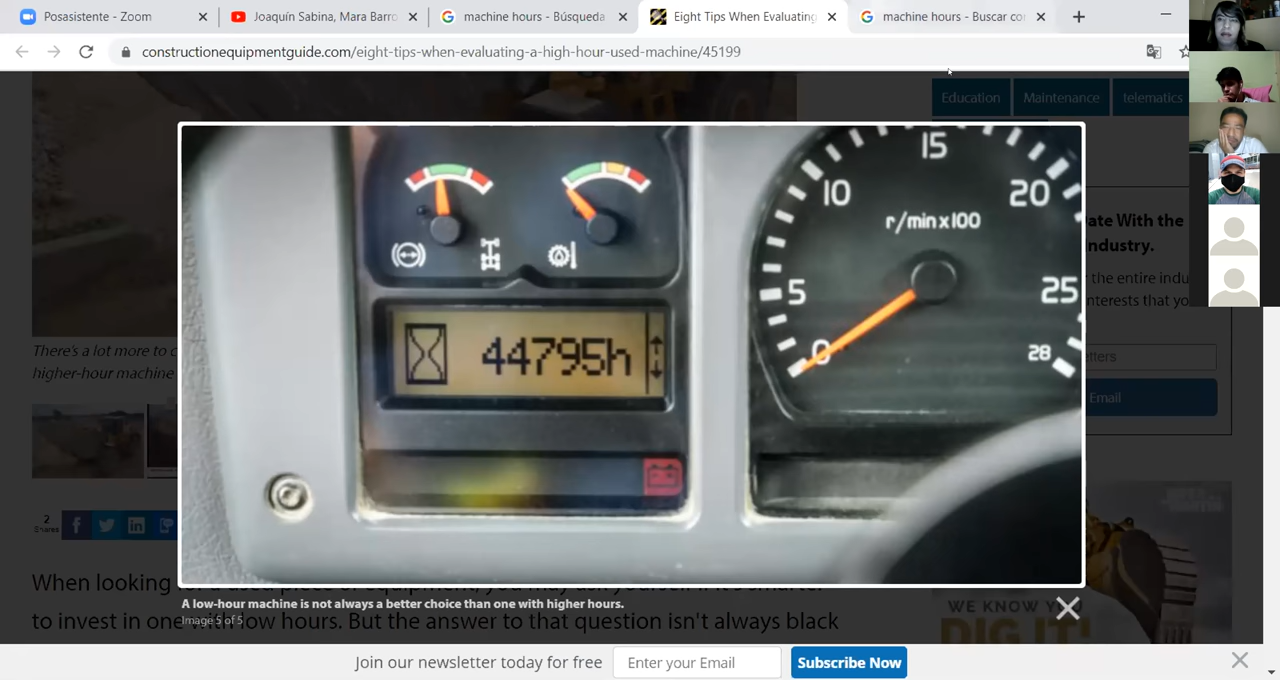 Posasistente - Zoom
Joaquín Sabina, Mara Barro
machine hours - Búsqueda
Eight Tips When Evaluating
machine hours - Buscar co
constructionequipmentguide.com/eight-tips-when-evaluating-a-high-hour-used-machine/45199
Education
Maintenance
telematics
15
10
20
r/min x100
5
25
0
28
44795h
ate With the
ndustry.
the entire indu
nterests that yo
etters
Email
There's a lot more to c
higher-hour machine
2
Shares
When looking
A low-hour machine is not always a better choice than one with higher hours.
Image 5 of 5
to invest in one with low hours. But the answer to that question isn't always black
WE KNOW YOU
DIG IT!
Join our newsletter today for free
Enter your Email
Subscribe Now